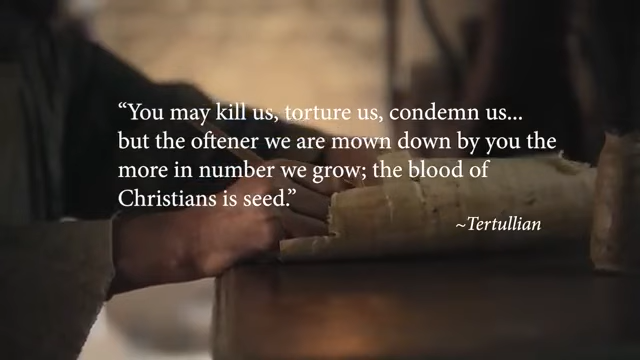 “You may kill us, torture us, condemn us...
but the oftener we are mown down by you the
more in number we grow; the blood of
Christians is seed.”
~Tertullian